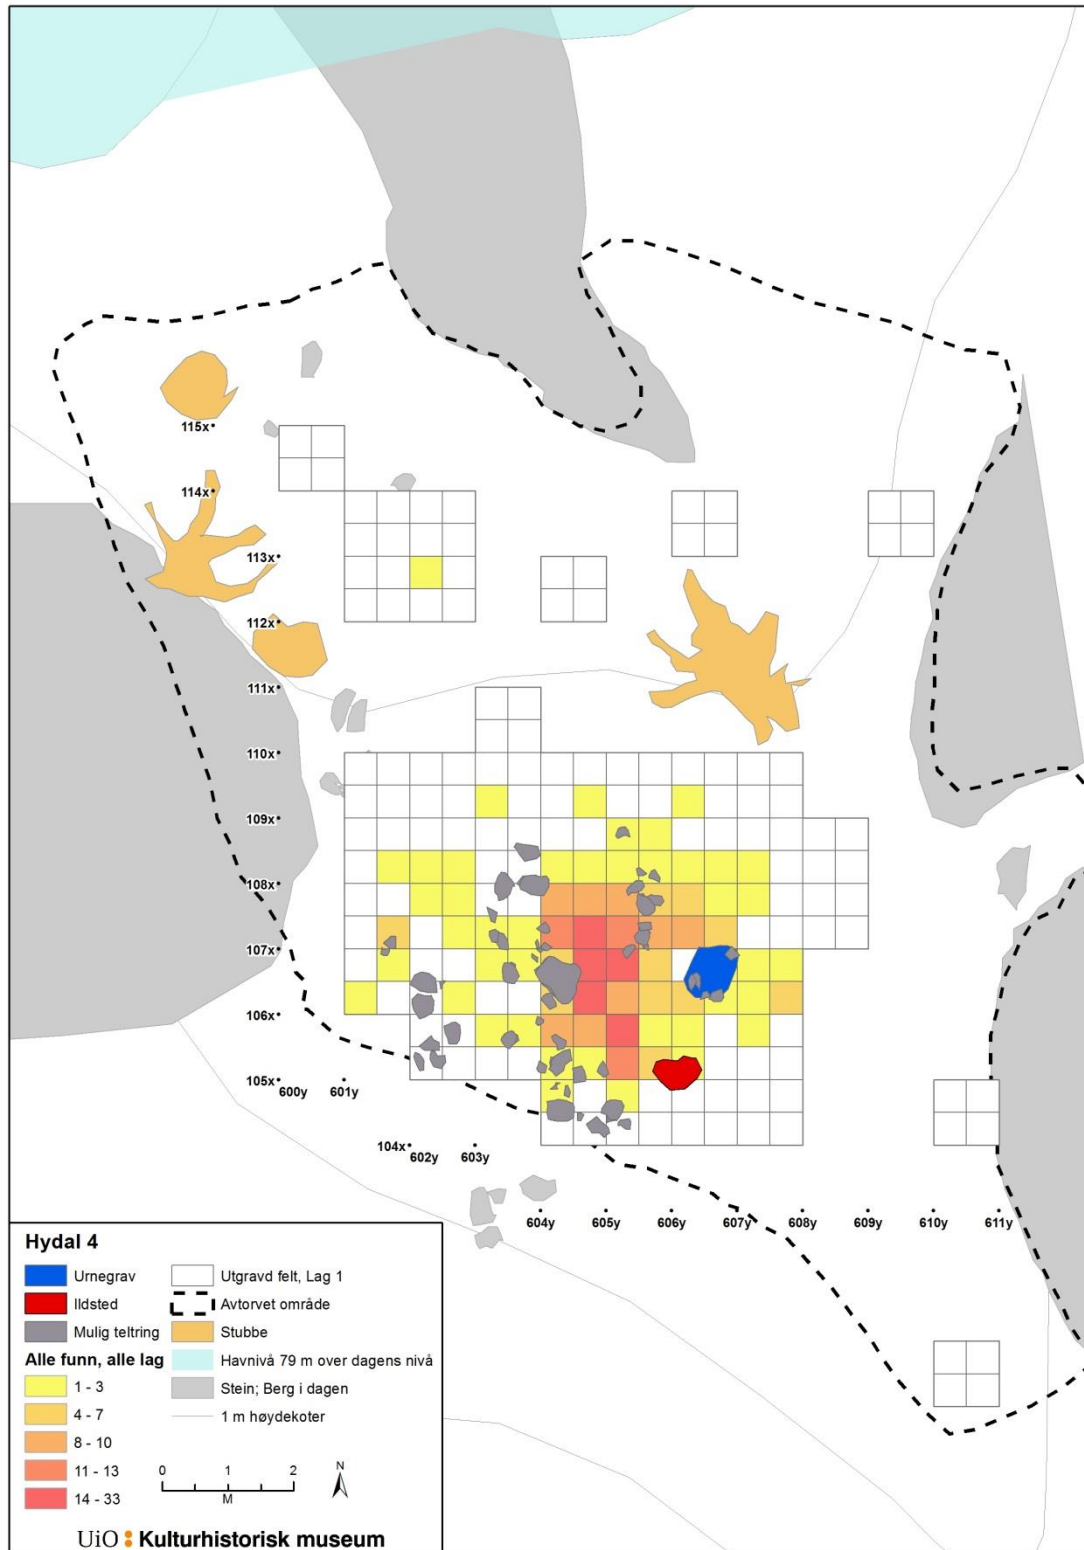 115x
114x
113x
112x
111x
110x
109x
108x
107x
106x
105x
600y 601y
104x
602y 603y
604y 605y 606y 607y 608y 609y 610y 611y
Hydal 4
Urnegrav
Ildsted
Mulig teltring
Alle funn, alle lag
1 - 3
4 - 7
8 - 10
11 - 13
14 - 33
Utgravd felt, Lag 1
Avtorvet område
Stubbe
Havnivå 79 m over dagens nivå
Stein; Berg i dagen
1 m høydekoter
0 1 2
M
N
UiO : Kulturhistorisk museum